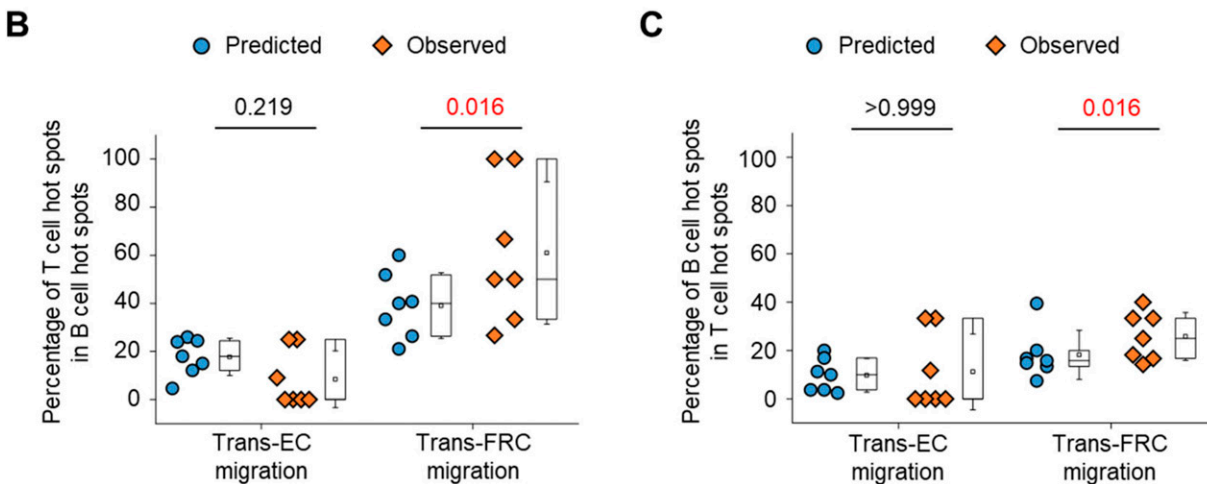 B
Predicted
Observed
0.219
0.016
Percentage of T cell hot spots
in B cell hot spots
100
80
60
40
20
0
Trans-EC
migration
Trans-FRC
migration
C
Predicted
Observed
>0.999
0.016
Percentage of B cell hot spots
in T cell hot spots
100
80
60
40
20
0
Trans-EC
migration
Trans-FRC
migration